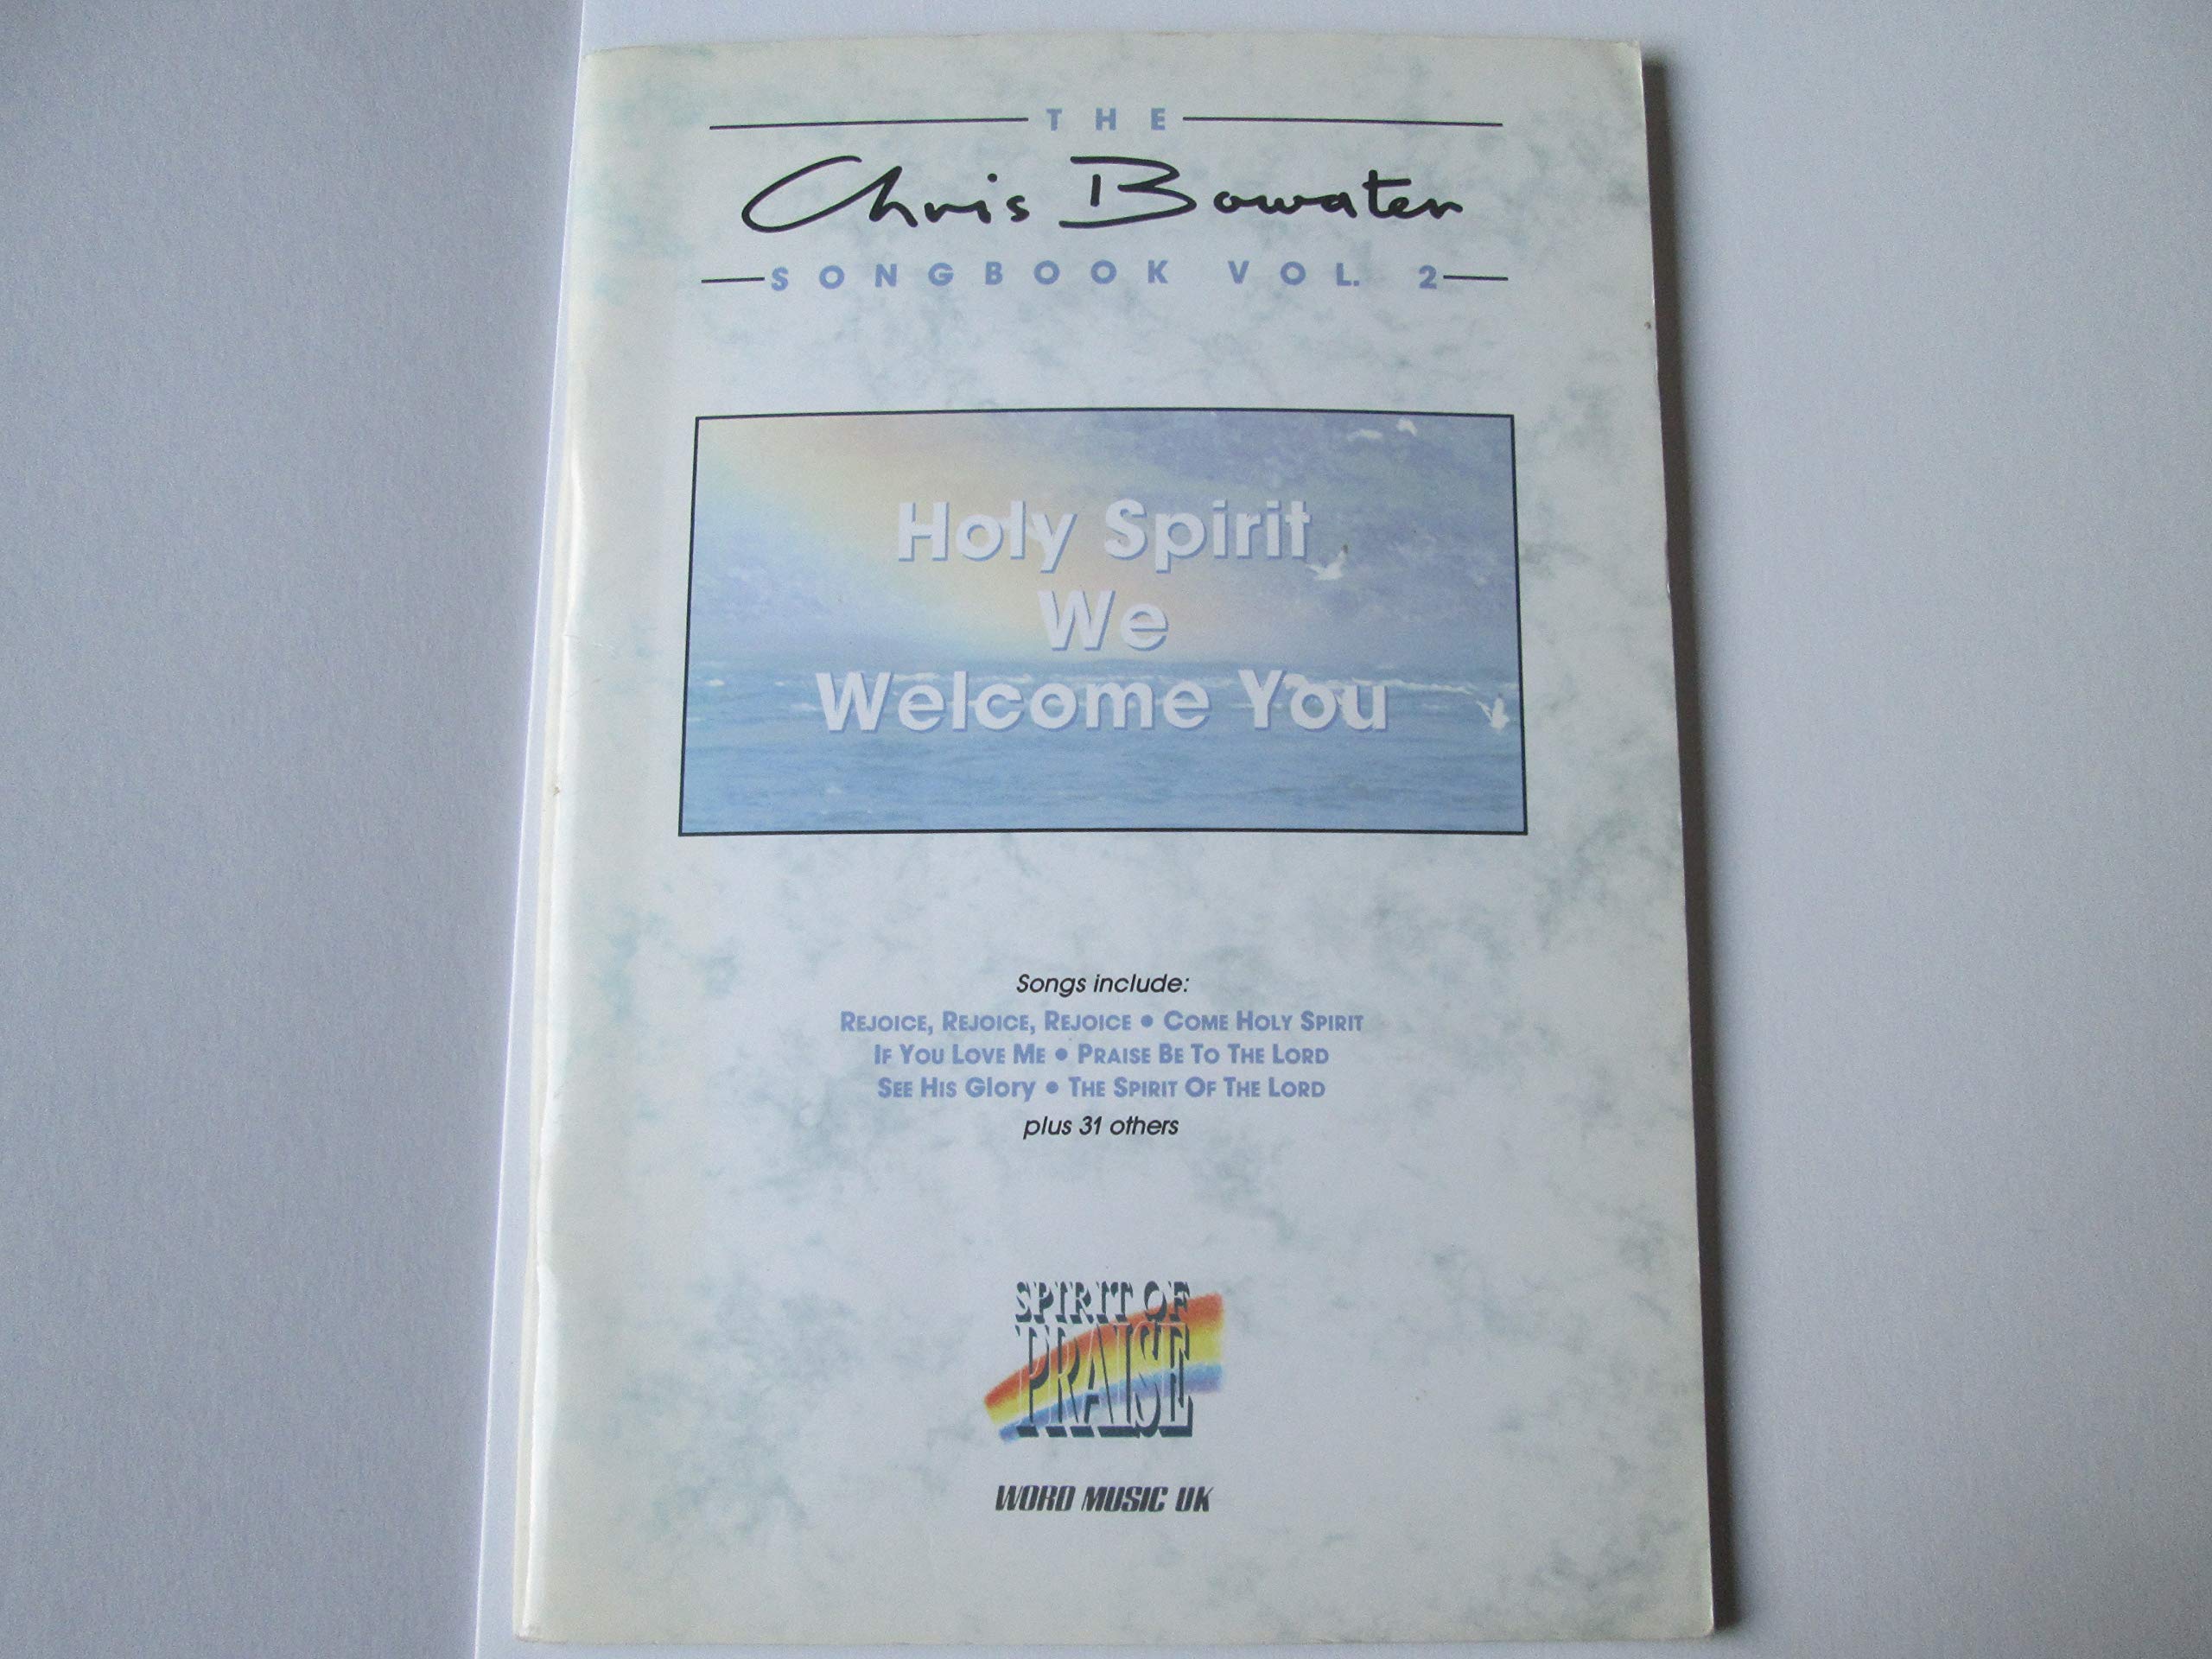 THE
Chris Bowater
SONGBOOK VOL. 2
Holy Spirit
We
Welcome You
Songs include:
REJOICE, REJOICE, REJOICE • COME HOLY SPIRIT
IF YOU LOVE ME • PRAISE BE TO THE LORD
SEE HIS Glory • THE SPIRIT OF THE LORD
plus 31 others
SPIRIT OF
PRAISE
WORD MUSIC UK